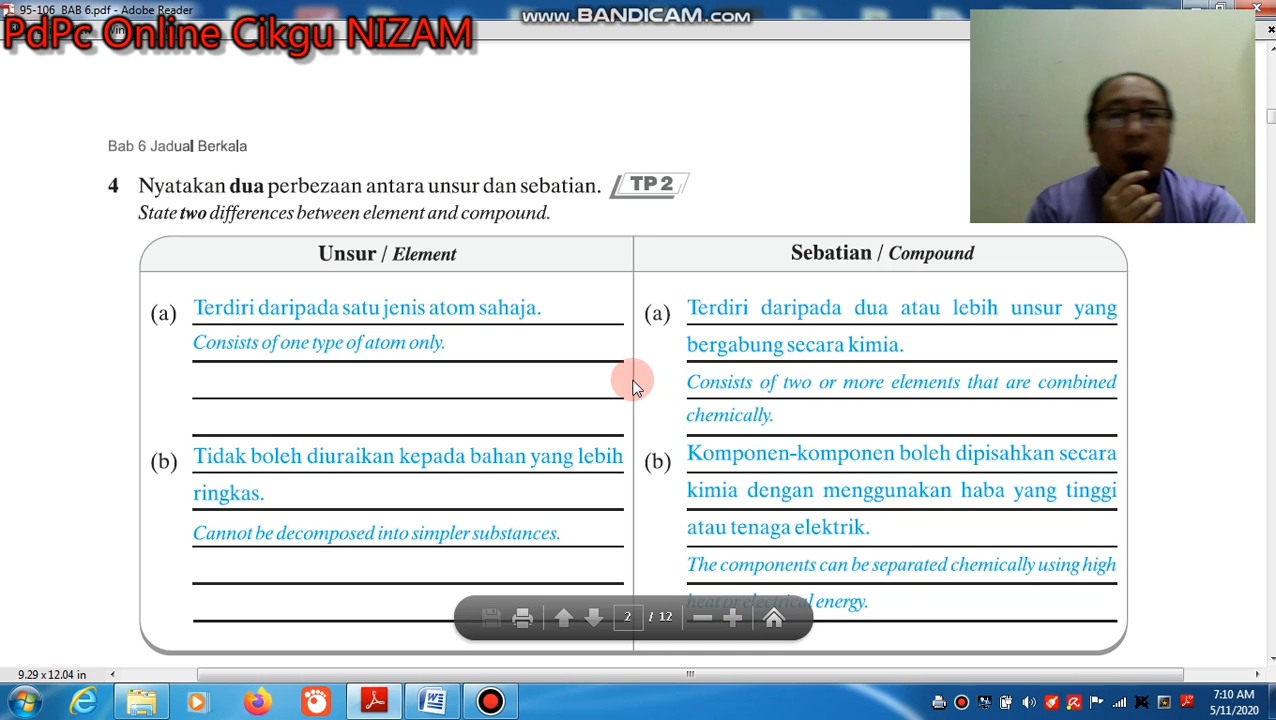 95-106_BAB 6.pdf - Adobe Reader
www.BANDICAM.com
PdPc Online Cikgu NIZAM
Bab 6 Jadual Berkala
4 Nyatakan dua perbezaan antara unsur dan sebatian. TP 2
State two differences between element and compound.
Unsur / Element
Sebatian / Compound
(a) Terdiri daripada satu jenis atom sahaja.
Consists of one type of atom only.
(a) Terdiri daripada dua atau lebih unsur yang
bergabung secara kimia.
Consists of two or more elements that are combined
chemically.
(b) Tidak boleh diuraikan kepada bahan yang lebih
ringkas.
Cannot be decomposed into simpler substances.
(b) Komponen-komponen boleh dipisahkan secara
kimia dengan menggunakan haba yang tinggi
atau tenaga elektrik.
The components can be separated chemically using high
heat or electrical energy.
2 / 12
9.29 x 12.04 in
7:10 AM
5/11/2020